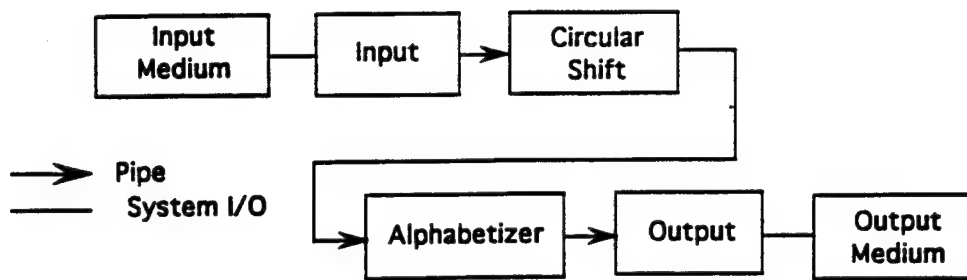 Input
Medium
Input
Circular
Shift
Pipe
System I/O
Alphabetizer
Output
Output
Medium